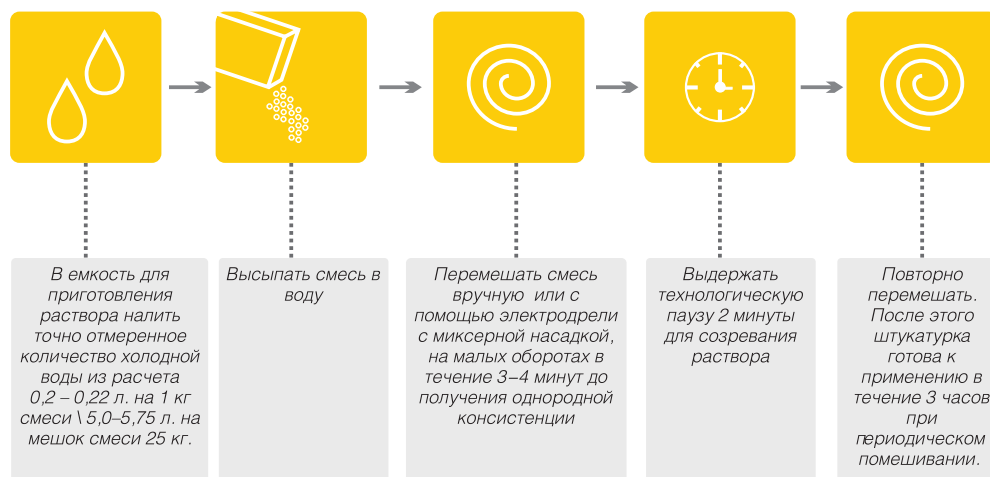 В емкость для
приготовления
раствора налить
точно отмеренное
количество холодной
воды из расчета
0,2 – 0,22 л. на 1 кг
смеси \ 5,0–5,75 л. на
мешок смеси 25 кг.
Высыпать смесь в
воду
Перемешать смесь
вручную или с
помощью электродрели
с миксерной насадкой,
на малых оборотах в
течение 3–4 минут до
получения однородной
консистенции
Выдержать
технологическую
паузу 2 минуты
для созревания
раствора
Повторно
перемешать.
После этого
штукатурка
готова к
применению в
течение 3 часов
при
периодическом
помешивании.